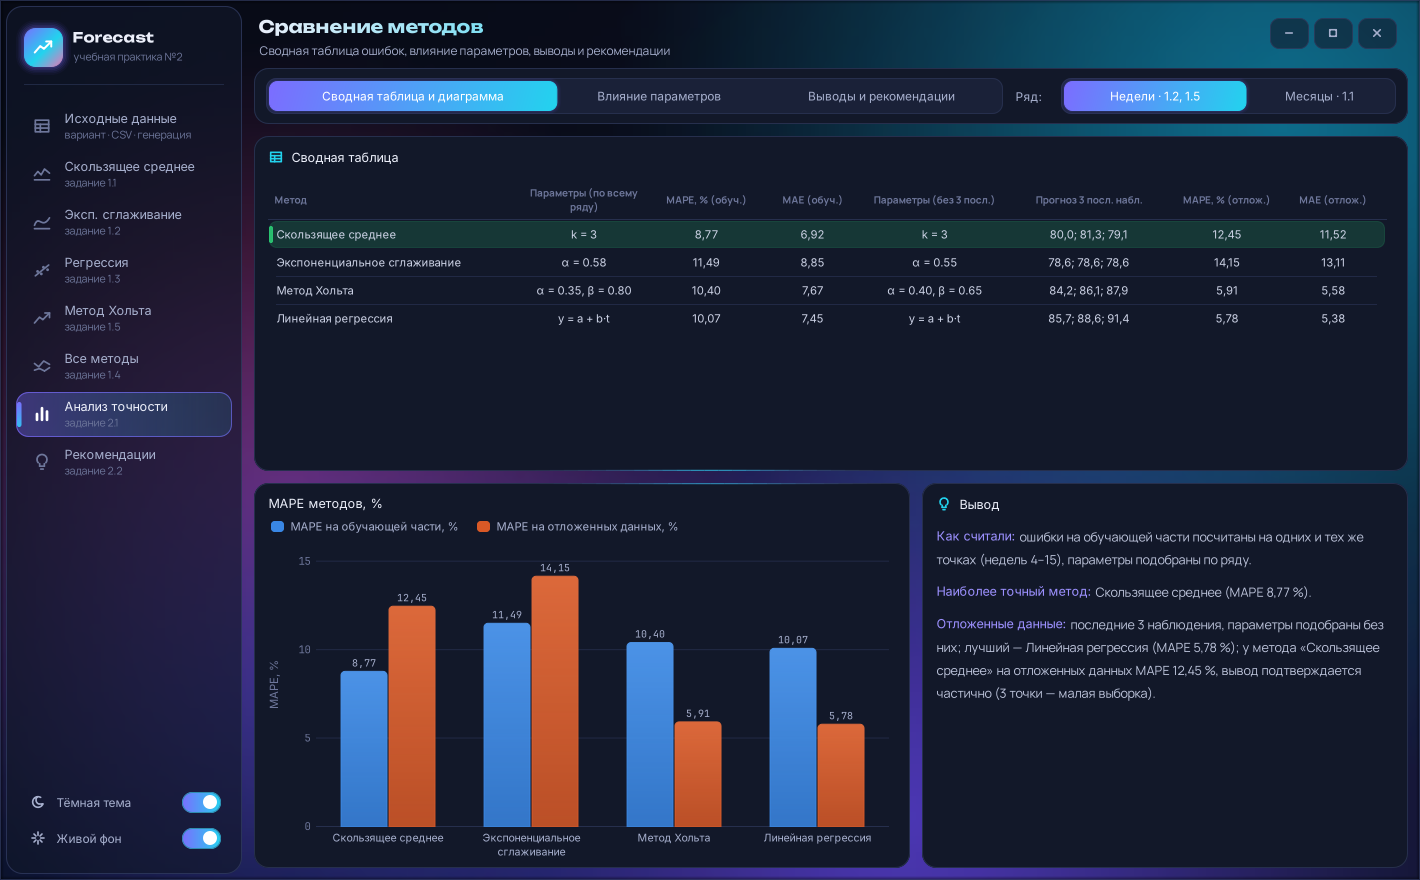 Forecast
учебная практика №2
Исходные данные
вариант · CSV · генерация
Скользящее среднее
задание 1.1
Эксп. сглаживание
задание 1.2
Регрессия
задание 1.3
Метод Хольта
задание 1.5
Все методы
задание 1.4
Анализ точности
задание 2.1
Рекомендации
задание 2.2
Тёмная тема
Живой фон
Сравнение методов
Сводная таблица ошибок, влияние параметров, выводы и рекомендации
Сводная таблица и диаграмма Влияние параметров Выводы и рекомендации Ряд: Недели · 1.2, 1.5 Месяцы · 1.1
Сводная таблица
Метод Параметры (по всему ряду) MAPE, % (обуч.) MAE (обуч.) Параметры (без 3 посл.) Прогноз 3 посл. набл. MAPE, % (отлож.) MAE (отлож.)
Скользящее среднее k = 3 8,77 6,92 k = 3 80,0; 81,3; 79,1 12,45 11,52
Экспоненциальное сглаживание α = 0.58 11,49 8,85 α = 0.55 78,6; 78,6; 78,6 14,15 13,11
Метод Хольта α = 0.35, β = 0.80 10,40 7,67 α = 0.40, β = 0.65 84,2; 86,1; 87,9 5,91 5,58
Линейная регрессия y = a + b·t 10,07 7,45 y = a + b·t 85,7; 88,6; 91,4 5,78 5,38
MAPE методов, %
MAPE на обучающей части, % MAPE на отложенных данных, %
MAPE, %
15
10
5
0
8,77 12,45
11,49 14,15
10,40 5,91
10,07 5,78
Скользящее среднее
Экспоненциальное
сглаживание
Метод Хольта
Линейная регрессия
Вывод
Как считали: ошибки на обучающей части посчитаны на одних и тех же
точках (недель 4–15), параметры подобраны по ряду.
Наиболее точный метод: Скользящее среднее (MAPE 8,77 %).
Отложенные данные: последние 3 наблюдения, параметры подобраны без
них; лучший — Линейная регрессия (MAPE 5,78 %); у метода «Скользящее
среднее» на отложенных данных MAPE 12,45 %, вывод подтверждается
частично (3 точки — малая выборка).